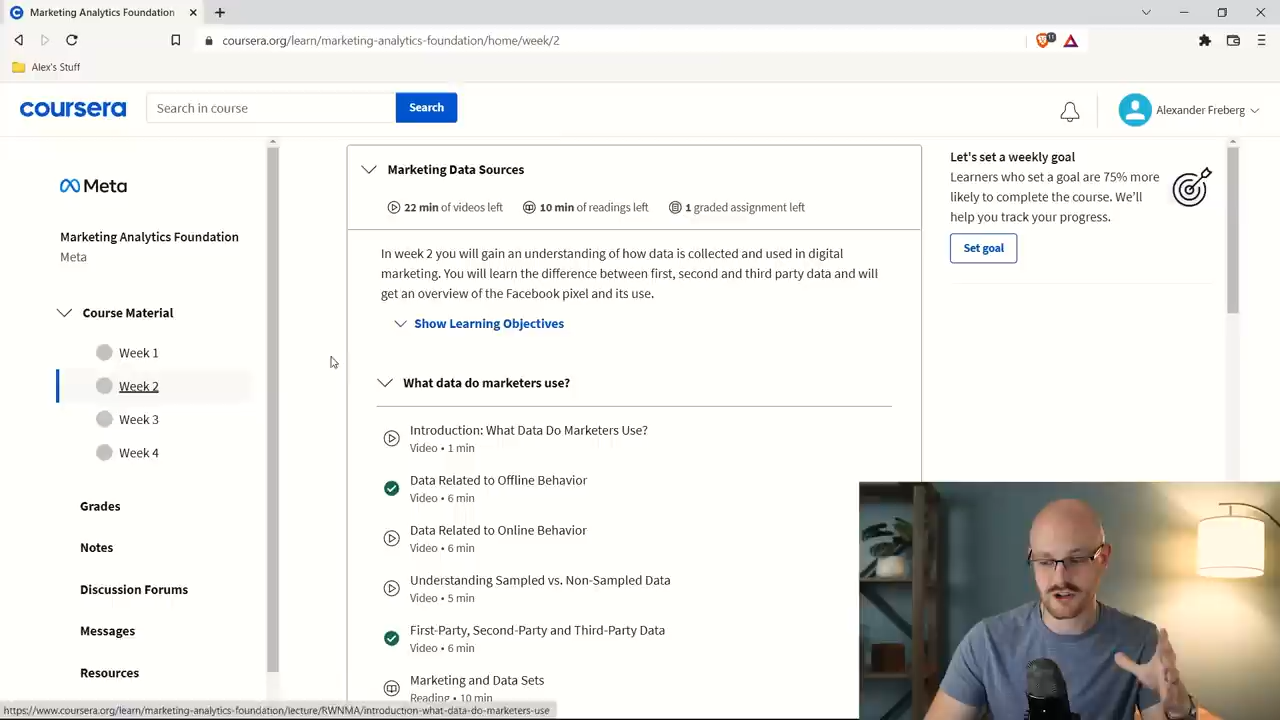 Marketing Analytics Foundation
coursera.org/learn/marketing-analytics-foundation/home/week/2
Alex's Stuff
coursera
Search in course
Search
Alexander Freberg
Meta
Marketing Analytics Foundation
Meta
Course Material
Week 1
Week 2
Week 3
Week 4
Grades
Notes
Discussion Forums
Messages
Resources
Marketing Data Sources
22 min of videos left
10 min of readings left
1 graded assignment left
In week 2 you will gain an understanding of how data is collected and used in digital
marketing. You will learn the difference between first, second and third party data and will
get an overview of the Facebook pixel and its use.
Show Learning Objectives
What data do marketers use?
Introduction: What Data Do Marketers Use?
Video • 1 min
Data Related to Offline Behavior
Video • 6 min
Data Related to Online Behavior
Video • 6 min
Understanding Sampled vs. Non-Sampled Data
Video • 5 min
First-Party, Second-Party and Third-Party Data
Video • 6 min
Marketing and Data Sets
Reading • 10 min
Let's set a weekly goal
Learners who set a goal are 75% more
likely to complete the course. We'll
help you track your progress.
Set goal
https://www.coursera.org/learn/marketing-analytics-foundation/lecture/RWNMA/introduction-what-data-do-marketers-use